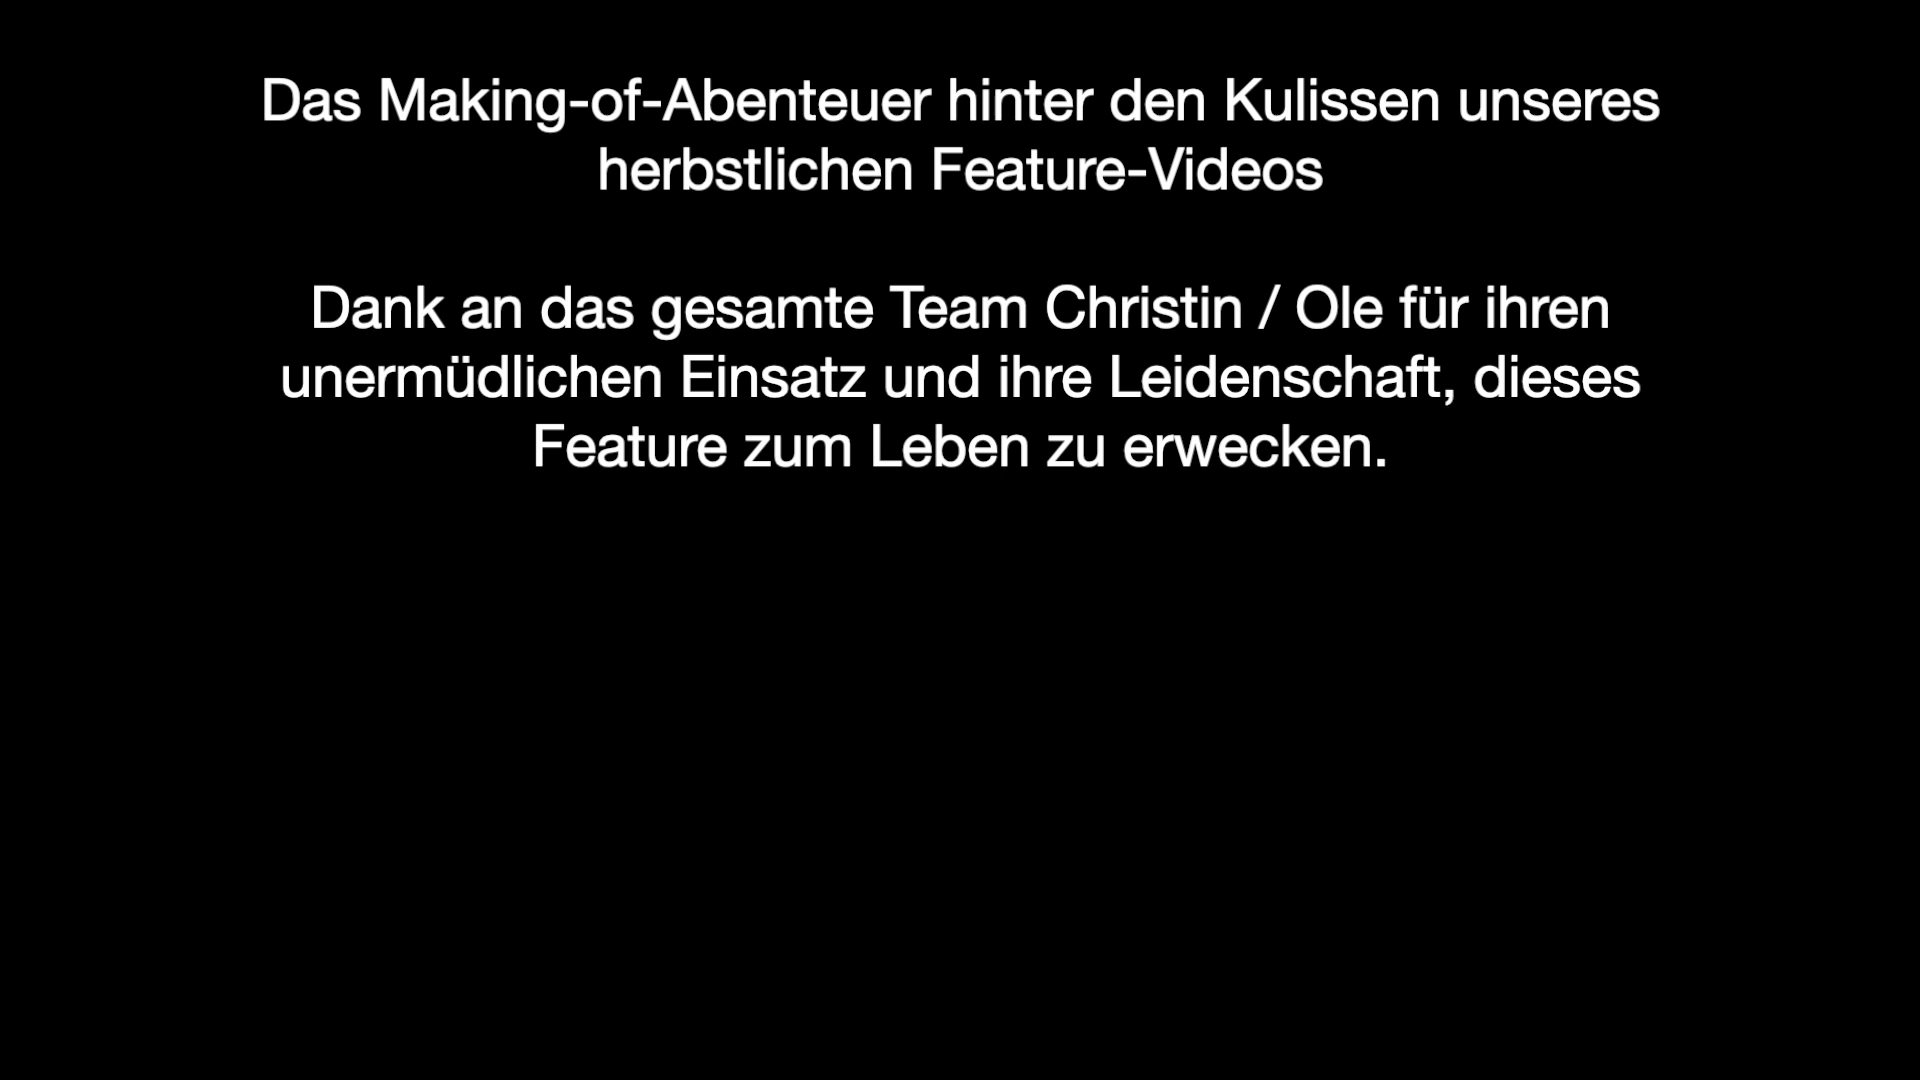 Das Making-of-Abenteuer hinter den Kulissen unseres
herbstlichen Feature-Videos
Dank an das gesamte Team Christin / Ole für ihren
unermüdlichen Einsatz und ihre Leidenschaft, dieses
Feature zum Leben zu erwecken.